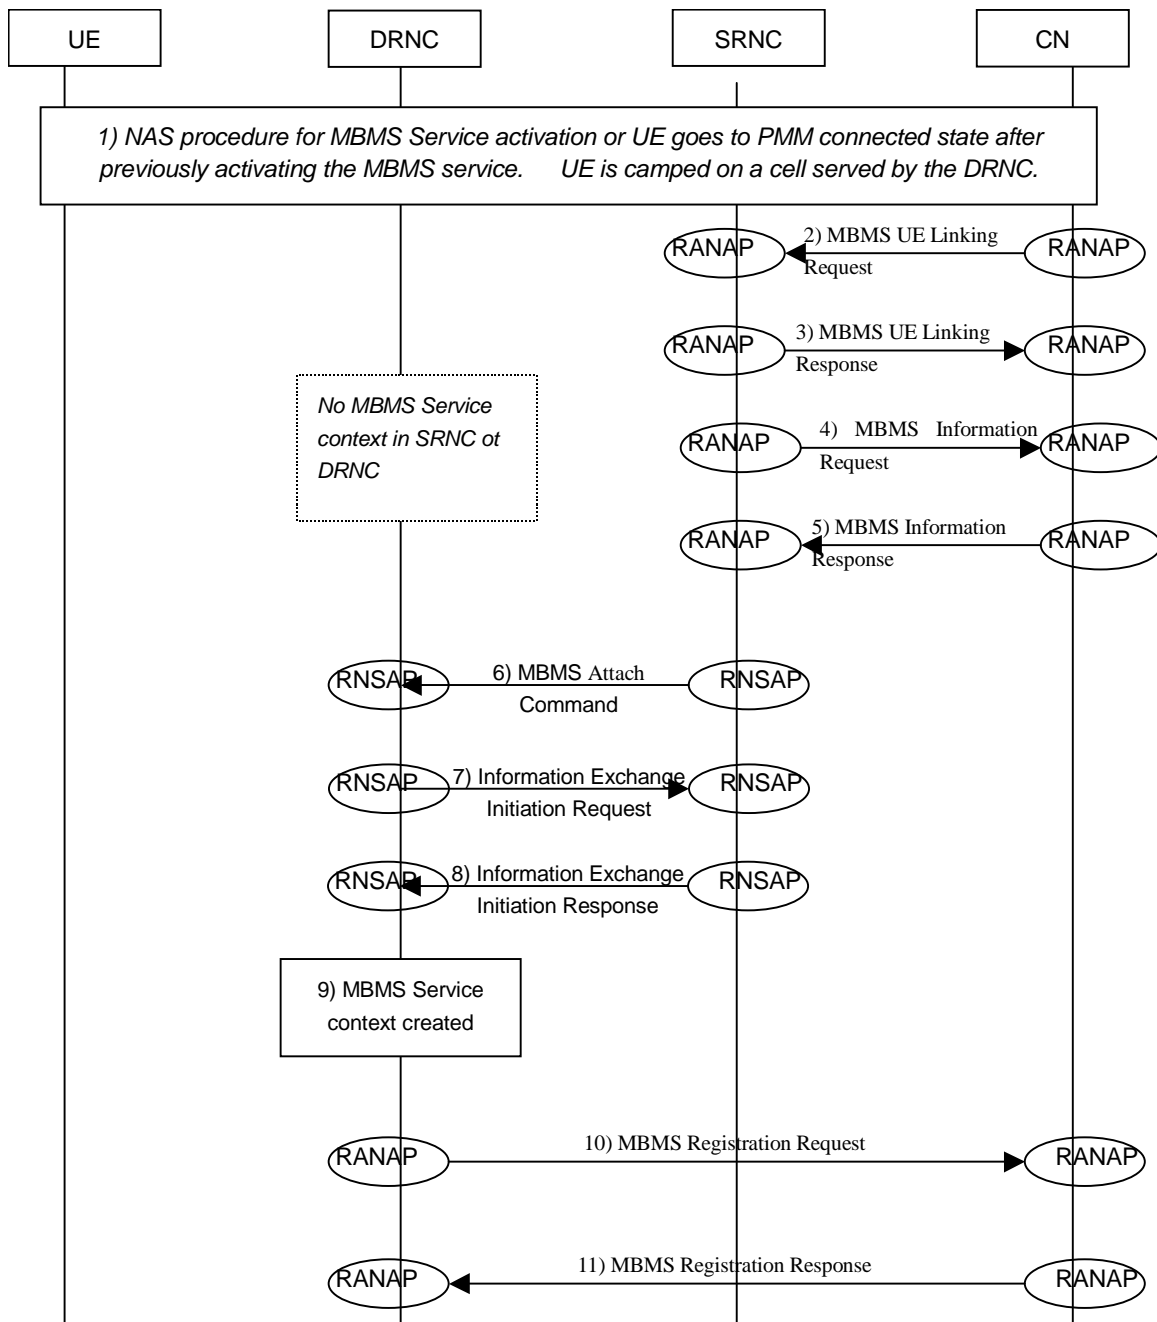 UE DRNC SRNC CN
1) NAS procedure for MBMS Service activation or UE goes to PMM connected state after
previously activating the MBMS service. UE is camped on a cell served by the DRNC.
RANAP 2) MBMS UE Linking RANAP
Request
RANAP 3) MBMS UE Linking RANAP
Response
No MBMS Service
context in SRNC ot
DRNC
RANAP 4) MBMS Information RANAP
Request
RANAP 5) MBMS Information RANAP
Response
RNSAP 6) MBMS Attach RNSAP
Command
RNSAP 7) Information Exchange RNSAP
Initiation Request
RNSAP 8) Information Exchange RNSAP
Initiation Response
9) MBMS Service
context created
RANAP 10) MBMS Registration Request RANAP
RANAP 11) MBMS Registration Response RANAP